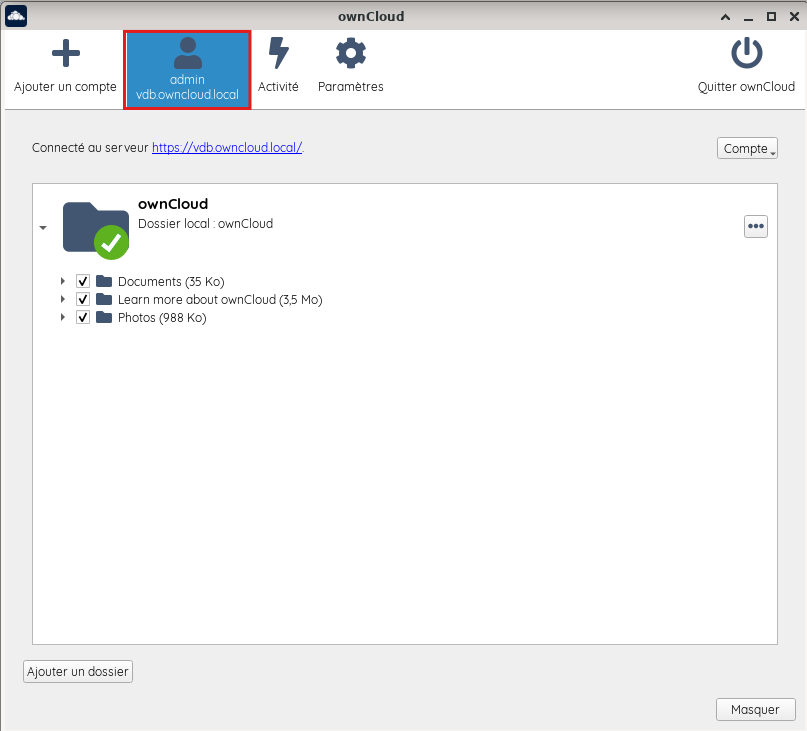 ownCloud
Ajouter un compte
admin
vdb.owncloud.local
Activité
Paramètres
Quitter ownCloud
Connecté au serveur https://vdb.owncloud.local/.
Compte
ownCloud
Dossier local : ownCloud
Documents (35 Ko)
Learn more about ownCloud (3,5 Mo)
Photos (988 Ko)
Ajouter un dossier
Masquer